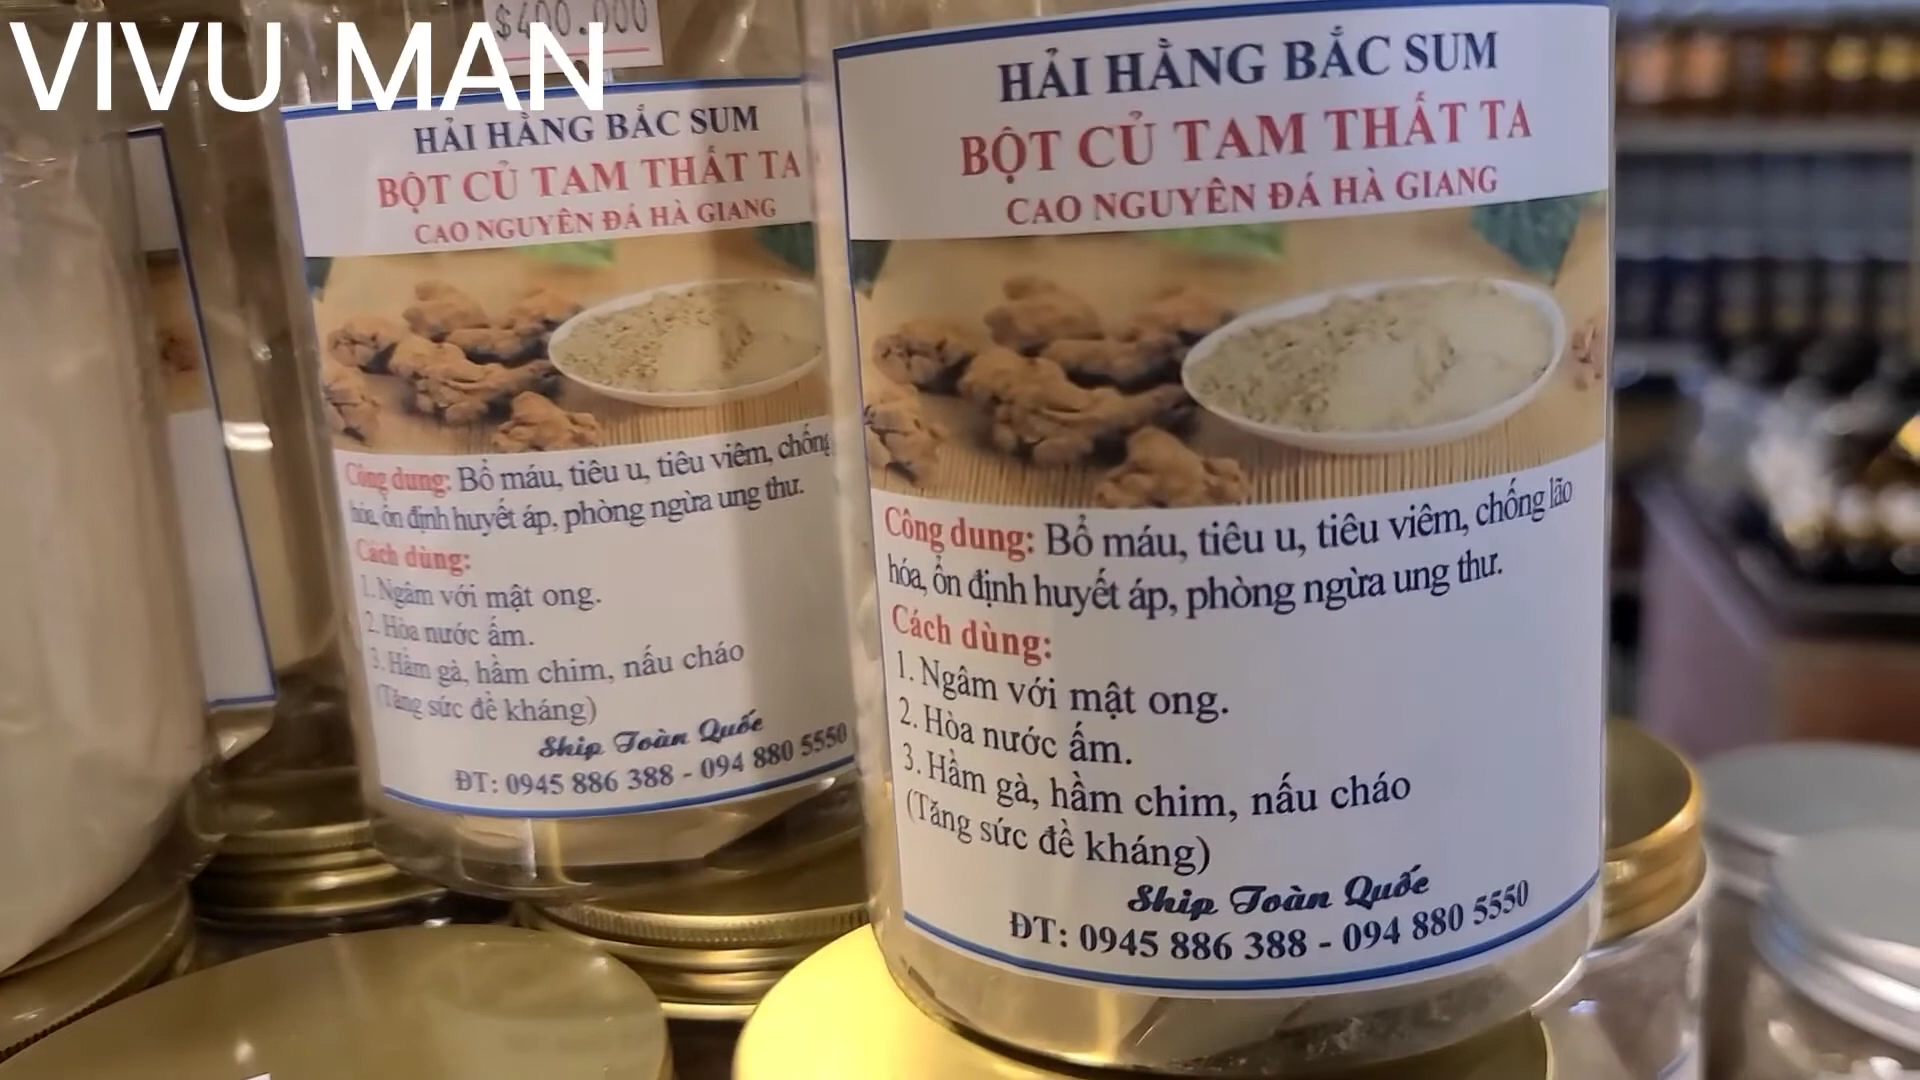 VIVU MAN
$400.000
HẢI HẰNG BẮC SUM
BỘT CỦ TAM THẤT TA
CAO NGUYÊN ĐÁ HÀ GIANG
Công dung: Bổ máu, tiêu u, tiêu viêm, chống
hóa, ổn định huyết áp, phòng ngừa ung thư.
Cách dùng:
1. Ngâm với mật ong.
2. Hòa nước ấm.
3. Hầm gà, hầm chim, nấu cháo
(Tăng sức đề kháng)
Ship Toàn Quốc
ĐT: 0945 886 388 - 094 880 5550
HẢI HẰNG BẮC SUM
BỘT CỦ TAM THẤT TA
CAO NGUYÊN ĐÁ HÀ GIANG
Công dung: Bổ máu, tiêu u, tiêu viêm, chống lão
hóa, ổn định huyết áp, phòng ngừa ung thư.
Cách dùng:
1. Ngâm với mật ong.
2. Hòa nước ấm.
3. Hầm gà, hầm chim, nấu cháo
(Tăng sức đề kháng)
Ship Toàn Quốc
ĐT: 0945 886 388 - 094 880 5550